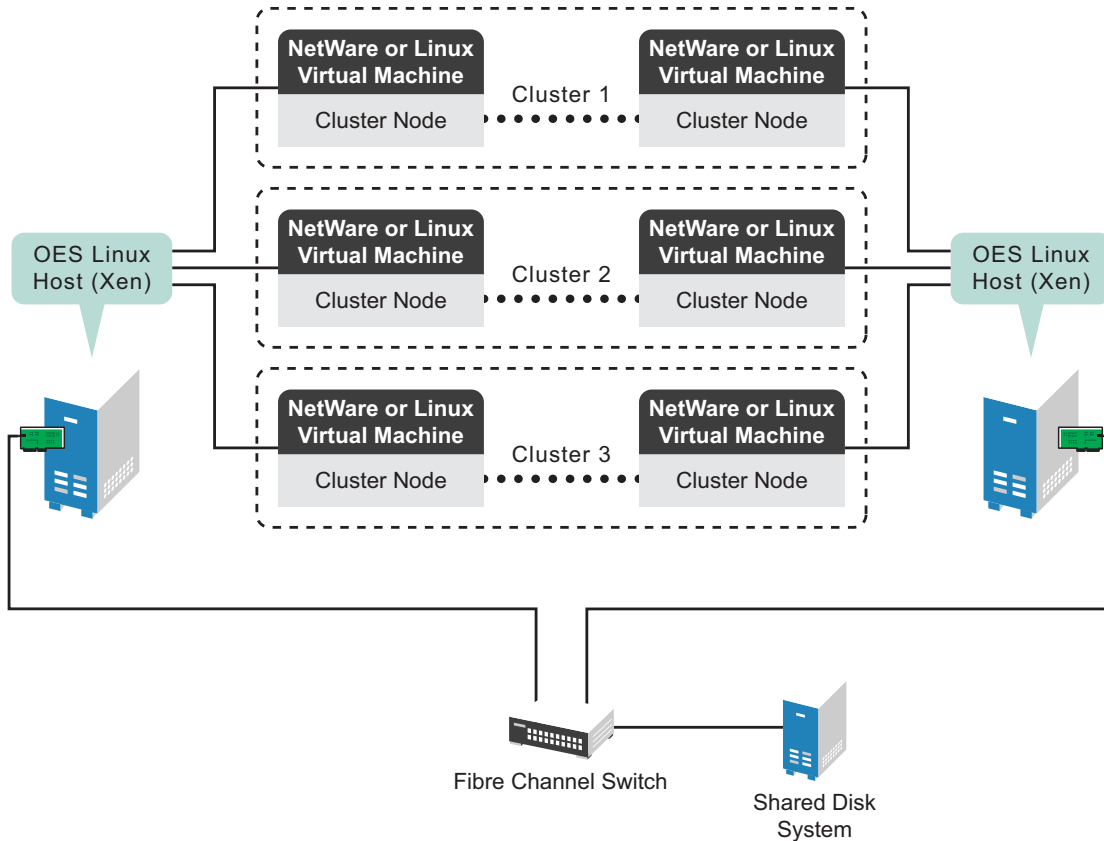 NetWare or Linux
Virtual Machine
Cluster Node
Cluster 1
NetWare or Linux
Virtual Machine
Cluster Node
OES Linux
Host (Xen)
NetWare or Linux
Virtual Machine
Cluster Node
Cluster 2
NetWare or Linux
Virtual Machine
Cluster Node
OES Linux
Host (Xen)
NetWare or Linux
Virtual Machine
Cluster Node
Cluster 3
NetWare or Linux
Virtual Machine
Cluster Node
Fibre Channel Switch
Shared Disk
System